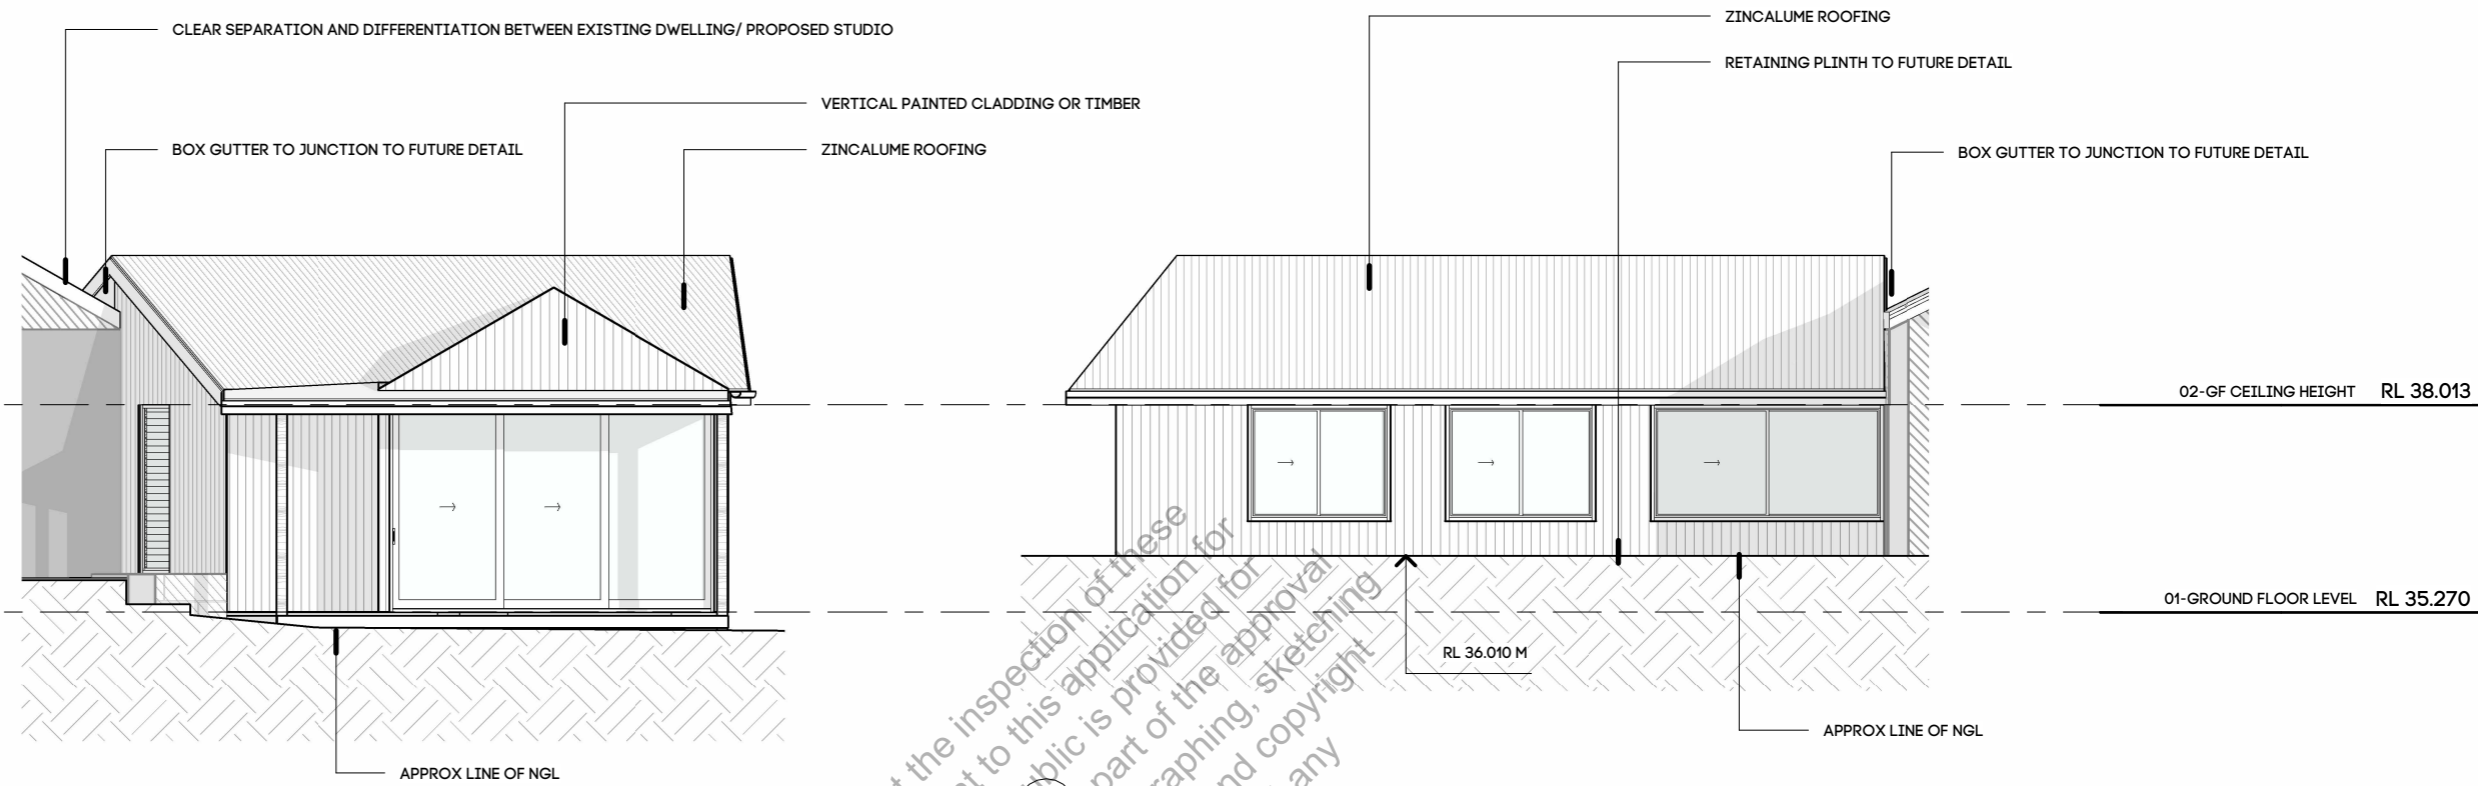 CLEAR SEPARATION AND DIFFERENTIATION BETWEEN EXISTING DWELLING/ PROPOSED STUDIO
ZINCALUME ROOFING
RETAINING PLINTH TO FUTURE DETAIL
VERTICAL PAINTED CLADDING OR TIMBER
BOX GUTTER TO JUNCTION TO FUTURE DETAIL
ZINCALUME ROOFING
BOX GUTTER TO JUNCTION TO FUTURE DETAIL
02-GF CEILING HEIGHT RL 38.013
01-GROUND FLOOR LEVEL RL 35.270
RL 36.010 M
APPROX LINE OF NGL
APPROX LINE OF NGL
the inspection of these
to this application for
is provided for
part of the approval
sketching
copyright
any